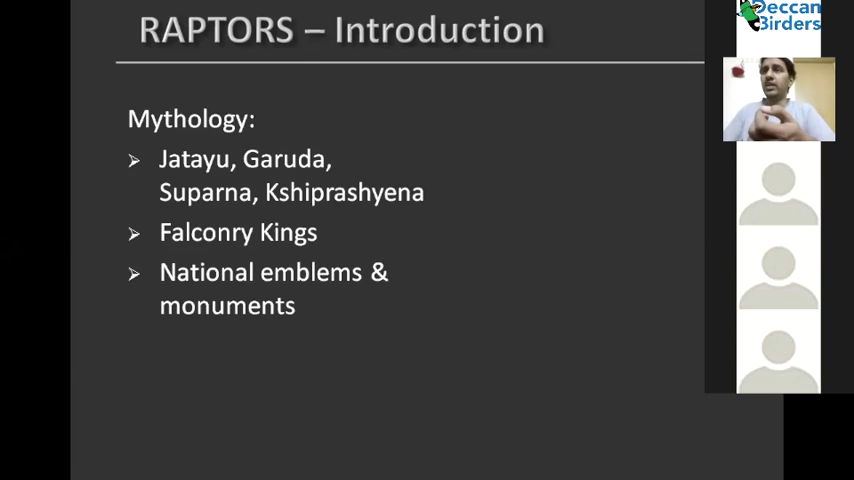 RAPTORS – Introduction
Deccan
Birders
Mythology:
➢ Jatayu, Garuda,
Suparna, Kshiprashyena
➢ Falconry Kings
➢ National emblems &
monuments